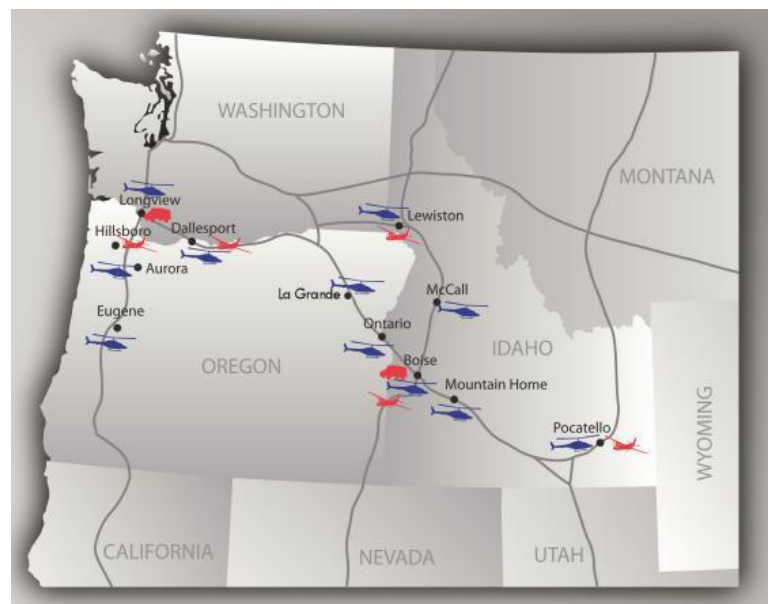 WASHINGTON
MONTANA
Longview
Hillsboro
Dallesport
Lewiston
Aurora
La Grande
McCall
Eugene
Ontario
IDAHO
OREGON
Boise
Mountain Home
WYOMING
Pocatello
CALIFORNIA
NEVADA
UTAH